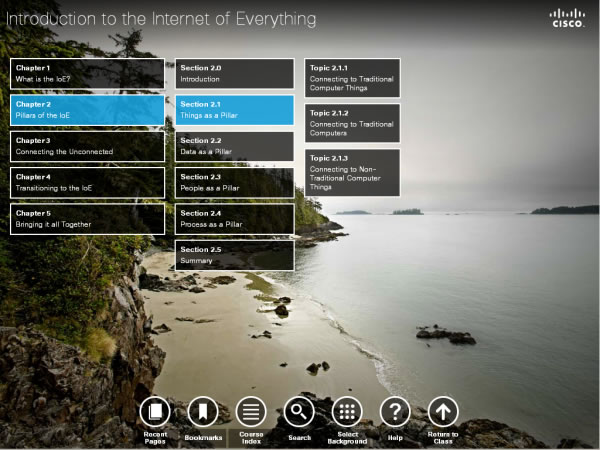 Introduction to the Internet of Everything
CISCO
Chapter 1
What is the IoE?
Chapter 2
Pillars of the IoE
Chapter 3
Connecting the Unconnected
Chapter 4
Transitioning to the IoE
Chapter 5
Bringing it all Together
Section 2.0
Introduction
Section 2.1
Things as a Pillar
Section 2.2
Data as a Pillar
Section 2.3
People as a Pillar
Section 2.4
Process as a Pillar
Section 2.5
Summary
Topic 2.1.1
Connecting to Traditional
Computer Things
Topic 2.1.2
Connecting to Traditional
Computers
Topic 2.1.3
Connecting to Non-
Traditional Computer
Things
Recent
Pages
Bookmarks
Course
Index
Search
Select
Background
Help
Return to
Class